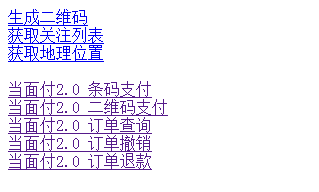 生成二维码
获取关注列表
获取地理位置
当面付2.0 条码支付
当面付2.0 二维码支付
当面付2.0 订单查询
当面付2.0 订单撤销
当面付2.0 订单退款